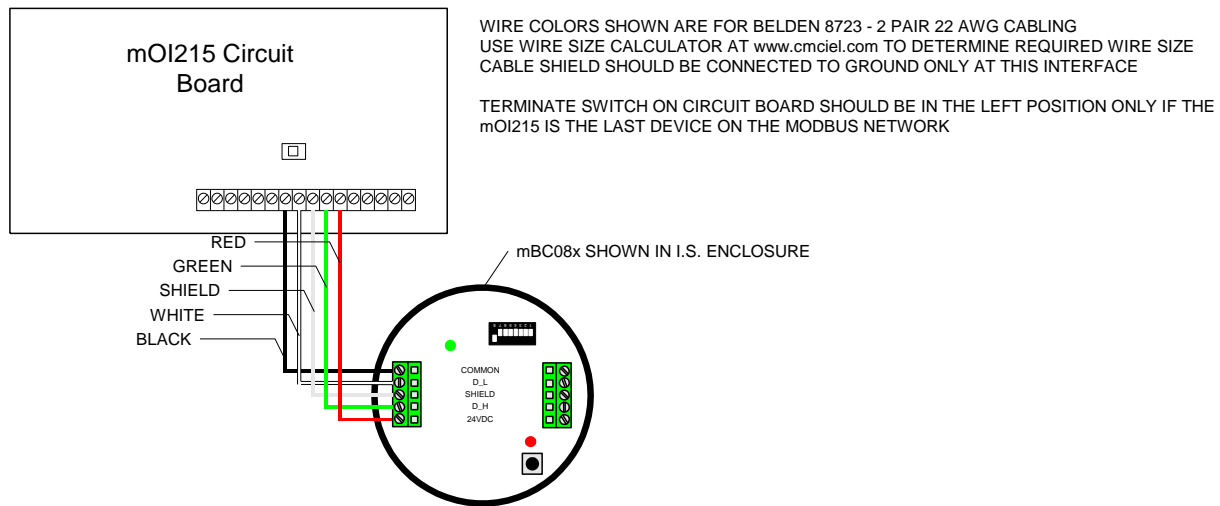 mOI215 Circuit
Board
WIRE COLORS SHOWN ARE FOR BELDEN 8723 - 2 PAIR 22 AWG CABLING
USE WIRE SIZE CALCULATOR AT www.cmciel.com TO DETERMINE REQUIRED WIRE SIZE
CABLE SHIELD SHOULD BE CONNECTED TO GROUND ONLY AT THIS INTERFACE
TERMINATE SWITCH ON CIRCUIT BOARD SHOULD BE IN THE LEFT POSITION ONLY IF THE
mOI215 IS THE LAST DEVICE ON THE MODBUS NETWORK
RED
GREEN
SHIELD
WHITE
BLACK
mBC08x SHOWN IN I.S. ENCLOSURE
COMMON
D_L
SHIELD
D_H
24VDC